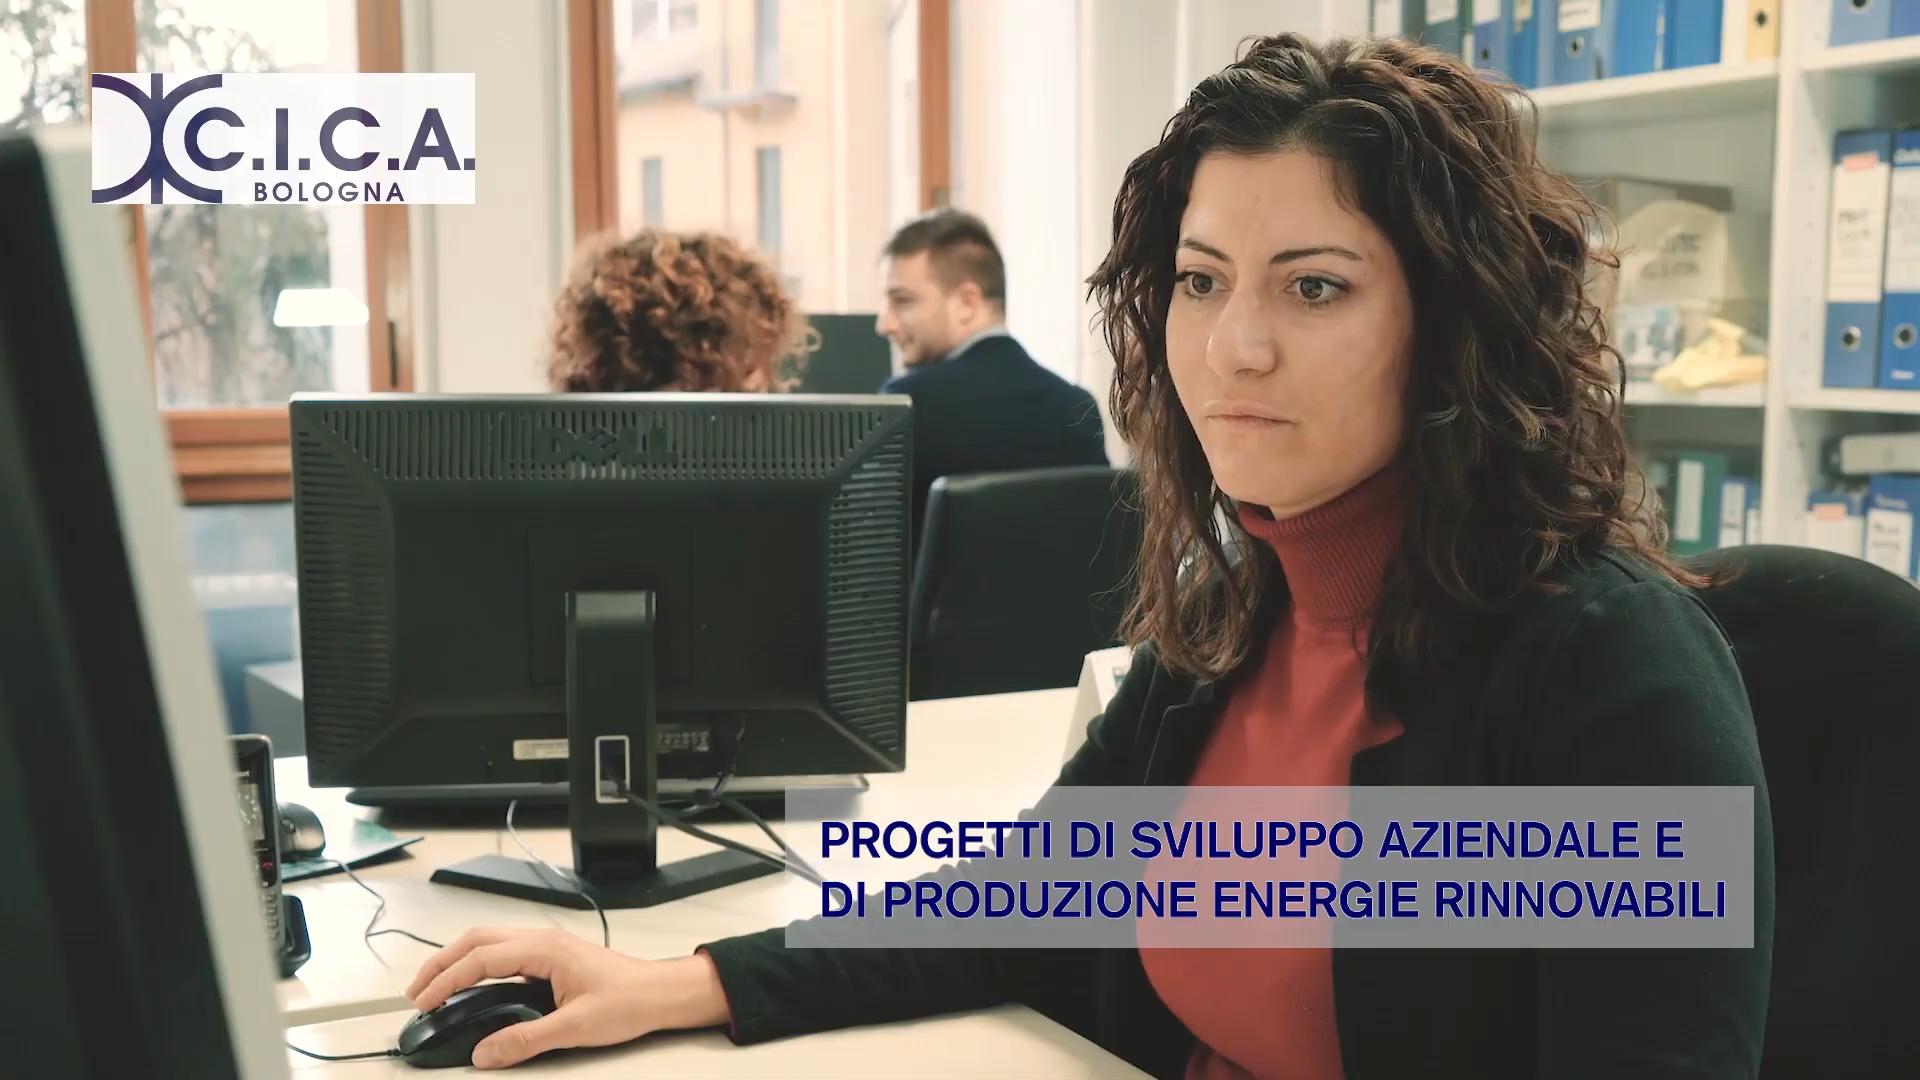 C.I.C.A.
BOLOGNA
DELL
PROGETTI DI SVILUPPO AZIENDALE E
DI PRODUZIONE ENERGIE RINNOVABILI